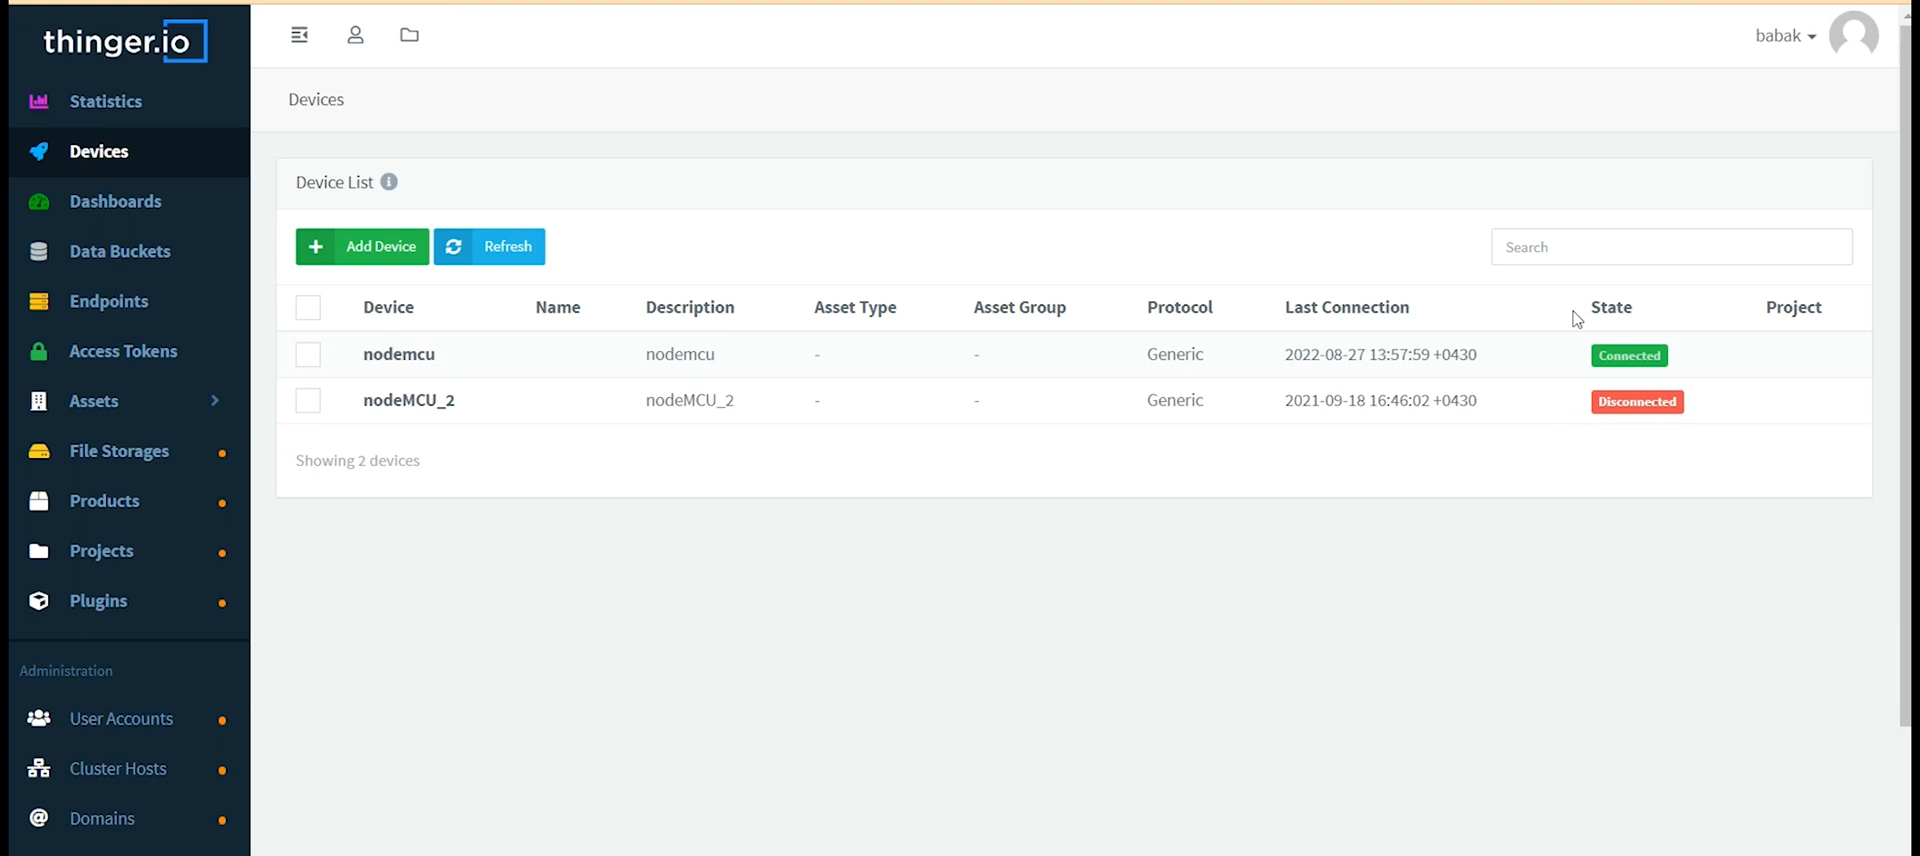 thinger.io
babak
Statistics
Devices
Dashboards
Data Buckets
Endpoints
Access Tokens
Assets
File Storages
Products
Projects
Plugins
Administration
User Accounts
Cluster Hosts
Domains
Devices
Device List
Add Device Refresh Search
Device Name Description Asset Type Asset Group Protocol Last Connection State Project
nodemcu nodemcu - - Generic 2022-08-27 13:57:59 +0430 Connected
nodeMCU_2 nodeMCU_2 - - Generic 2021-09-18 16:46:02 +0430 Disconnected
Showing 2 devices